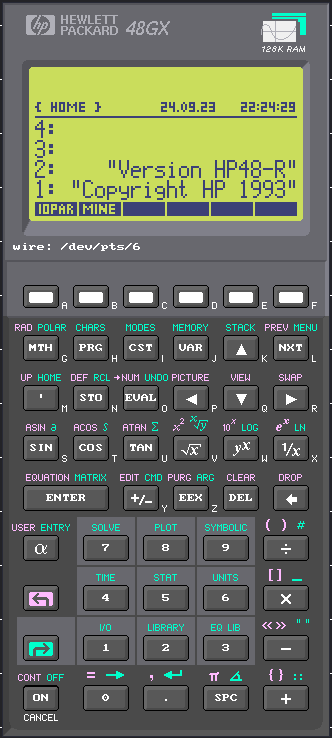 hp HEWLETT PACKARD 48GX
128K RAM
{ HOME } 24.09.23 22:24:29
4:
3:
2: "Version HP48-R"
1: "Copyright HP 1993"
IOPAR MINE
wire: /dev/pts/6
A B C D E F
RAD POLAR CHARS MODES MEMORY STACK PREV MENU
MTH G PRG H CST I VAR J ▲ K NXT L
UP HOME DEF RCL →NUM UNDO PICTURE VIEW SWAP
' M STO N EVAL O ◀ P ▼ Q ▶ R
ASIN ∂ ACOS ∫ ATAN Σ x² ˣ√y 10ˣ LOG eˣ LN
SIN S COS T TAN U √x V yˣ W 1/x X
EQUATION MATRIX EDIT CMD PURG ARG CLEAR DROP
ENTER +/− Y EEX Z DEL ←
USER ENTRY SOLVE PLOT SYMBOLIC ( ) #
α 7 8 9 ÷
TIME STAT UNITS [ ] _
4 5 6 ×
I/O LIBRARY EQ LIB «» " "
1 2 3 −
CONT OFF = → , ↵ π ∡ { } ::
ON 0 . SPC +
CANCEL